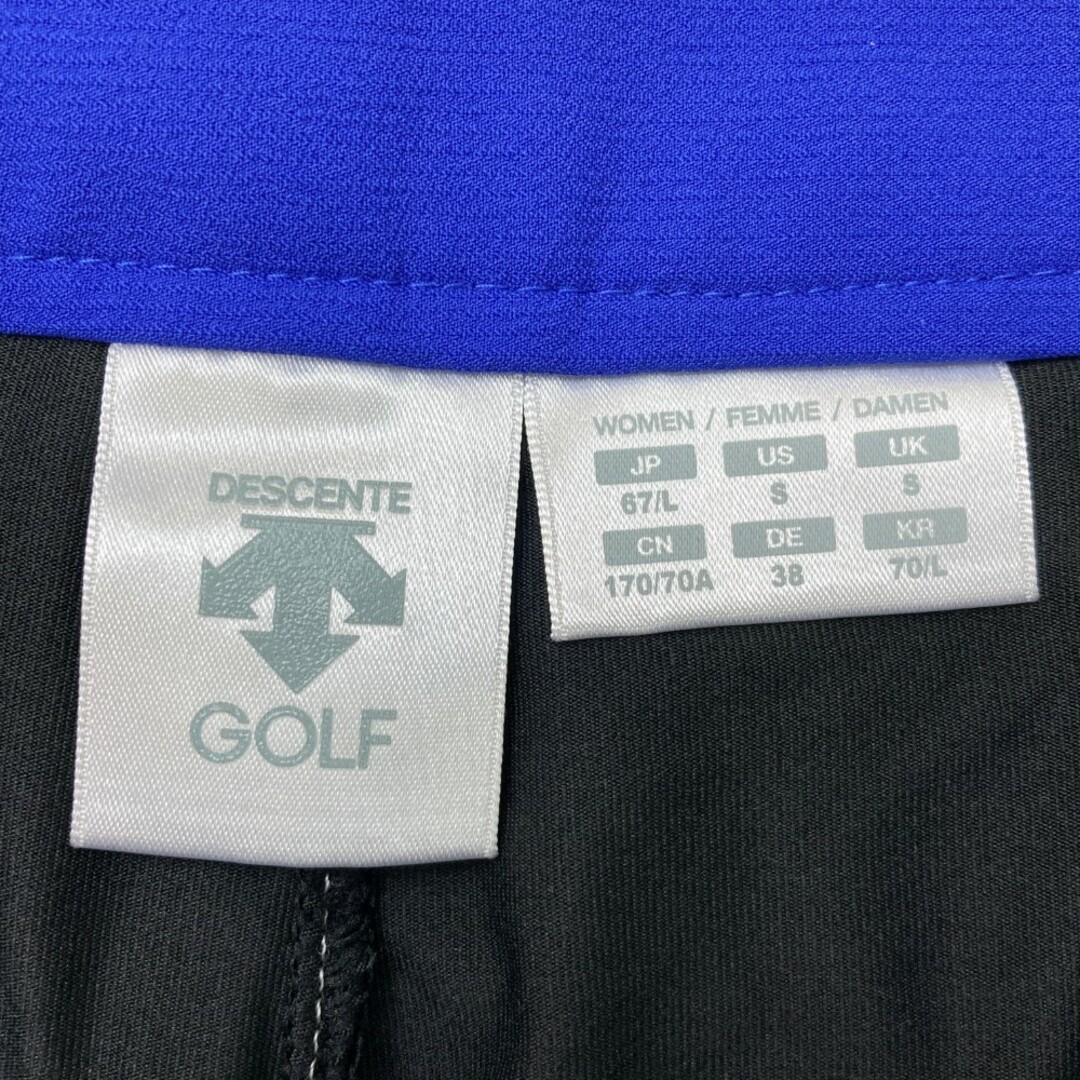 DESCENTE
GOLF
WOMEN / FEMME / DAMEN
JP US UK
67/L S S
CN DE KR
170/70A 38 70/L